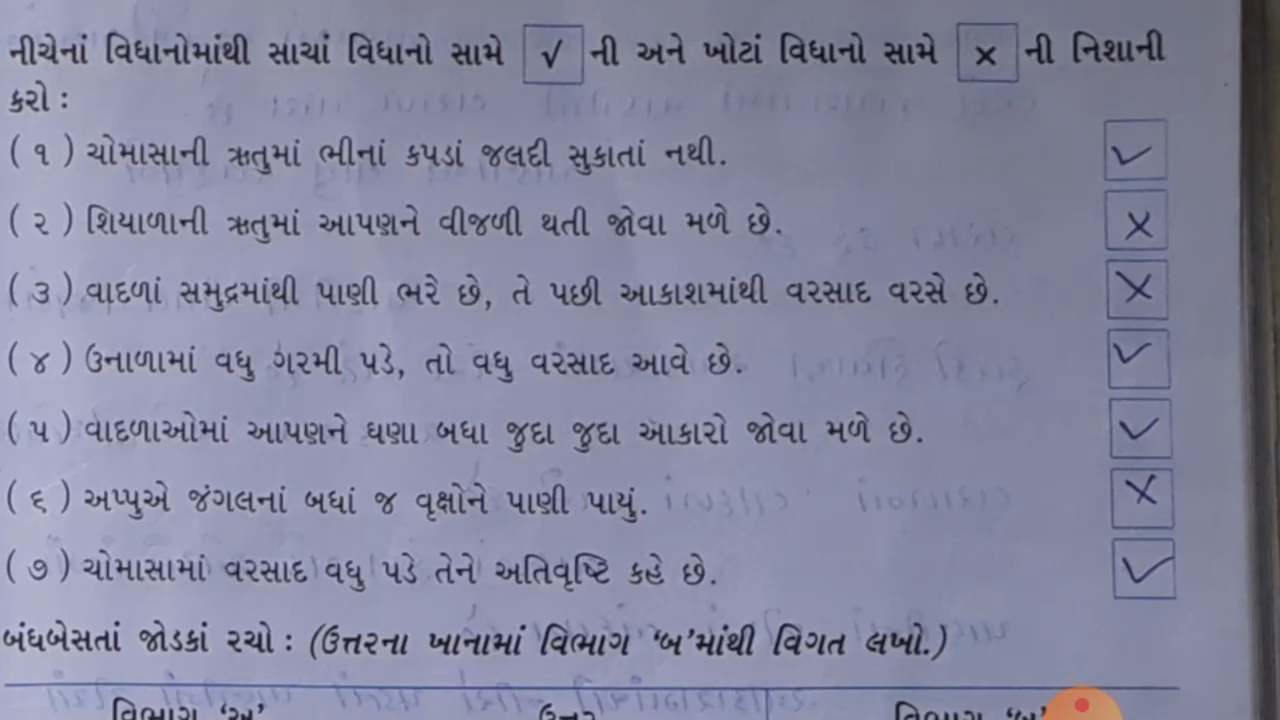 નીચેનાં વિધાનોમાંથી સાચાં વિધાનો સામે ✓ ની અને ખોટાં વિધાનો સામે × ની નિશાની
કરો :
( ૧ ) ચોમાસાની ઋતુમાં ભીનાં કપડાં જલદી સુકાતાં નથી. ✓
( ૨ ) શિયાળાની ઋતુમાં આપણને વીજળી થતી જોવા મળે છે. ×
( ૩ ) વાદળાં સમુદ્રમાંથી પાણી ભરે છે, તે પછી આકાશમાંથી વરસાદ વરસે છે. ×
( ૪ ) ઉનાળામાં વધુ ગરમી પડે, તો વધુ વરસાદ આવે છે. ✓
( ૫ ) વાદળાઓમાં આપણને ઘણા બધા જુદા જુદા આકારો જોવા મળે છે. ✓
( ૬ ) અપ્પુએ જંગલનાં બધાં જ વૃક્ષોને પાણી પાયું. ×
( ૭ ) ચોમાસામાં વરસાદ વધુ પડે તેને અતિવૃષ્ટિ કહે છે. ✓
બંધબેસતાં જોડકાં રચો : (ઉત્તરના ખાનામાં વિભાગ ‘બ’માંથી વિગત લખો.)
વિભાગ ‘અ’ ઉત્તર વિભાગ ‘બ’